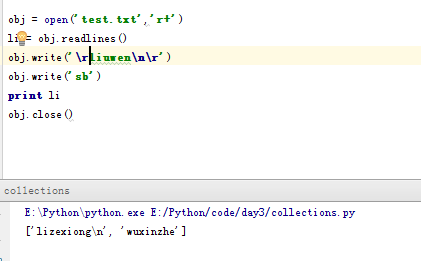 obj = open('test.txt','r+')
li = obj.readlines()
obj.write('\rliuwen\n\r')
obj.write('sb')
print li
obj.close()
collections
E:\Python\python.exe E:/Python/code/day3/collections.py
['lizexiong\n', 'wuxinzhe']